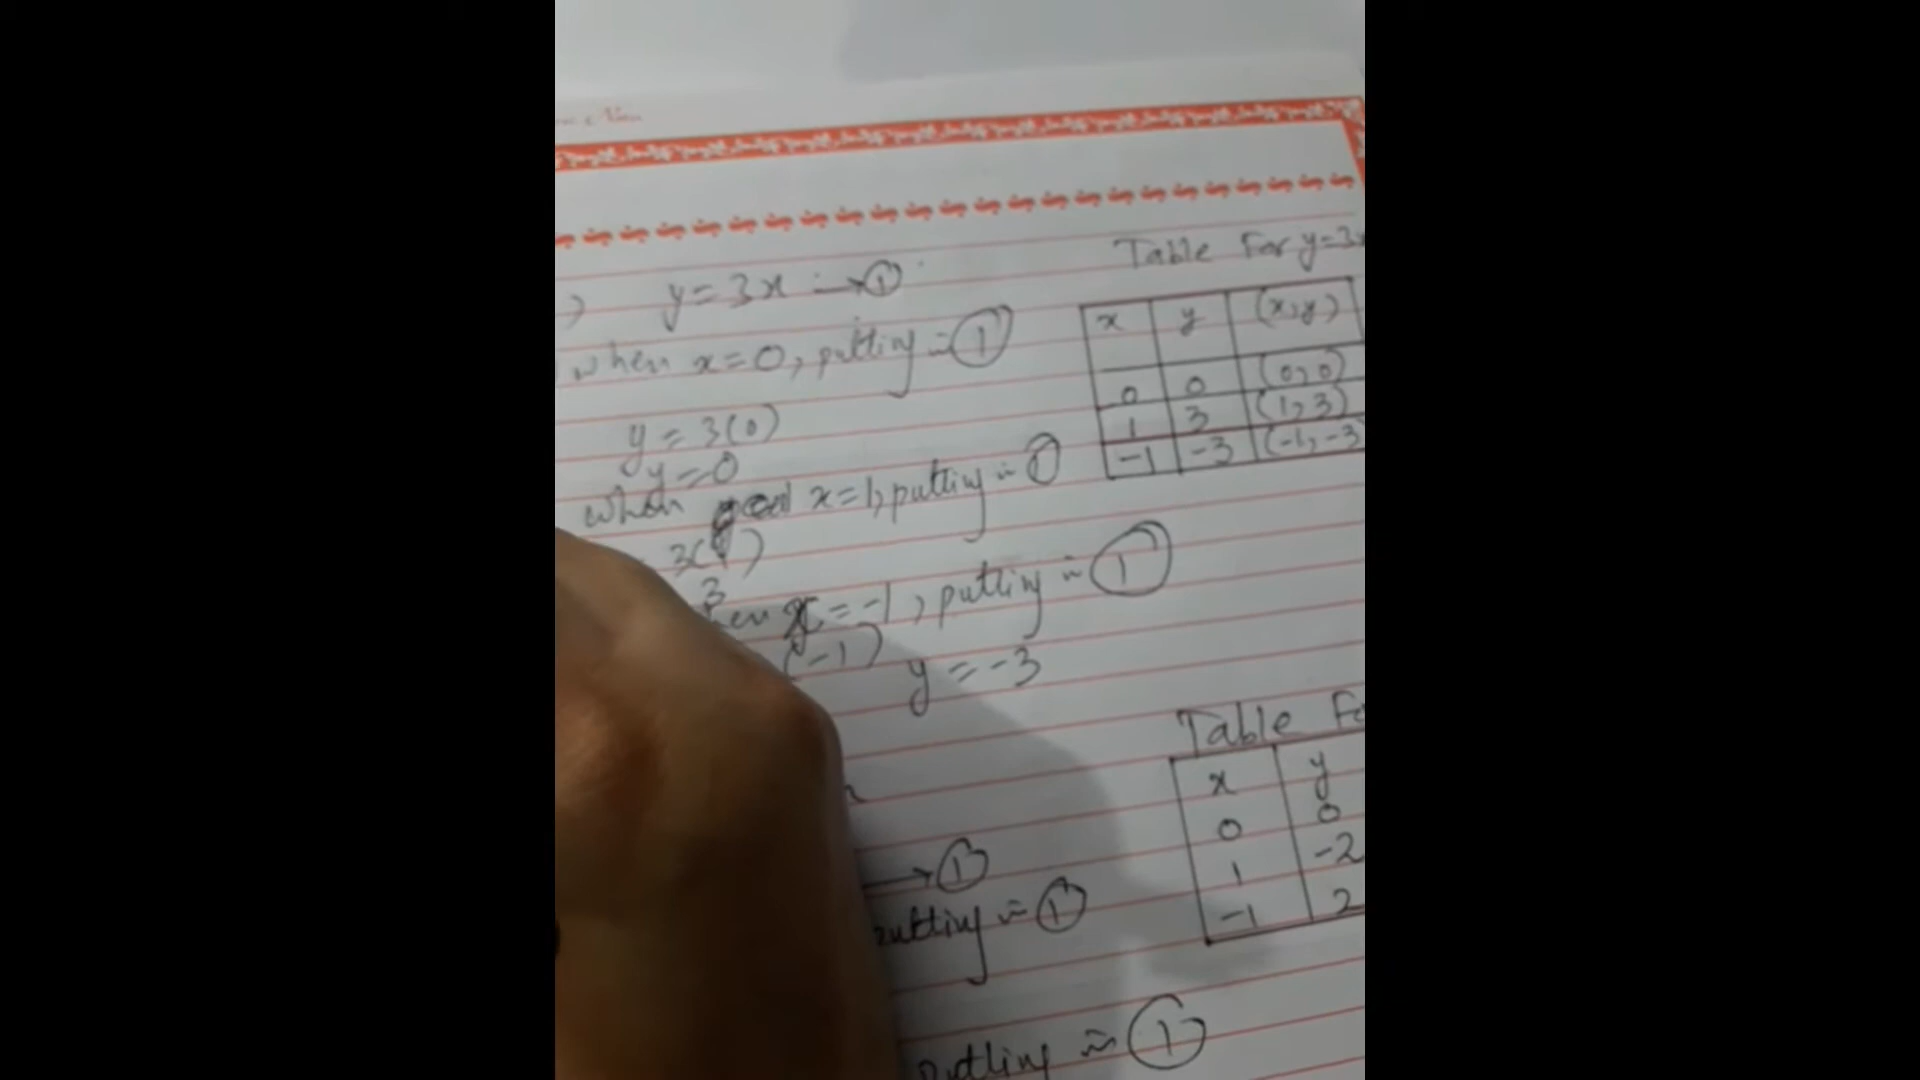 y = 3x → ①
when x = 0, putting in ①
y = 3(0)
y = 0
when x = 1, putting in ①
3(1)
3
x = -1, putting in ①
(-1) y = -3
→ ①
putting in ①
putting in ①
Table For y = 3x
x y (x,y)
0 0 (0,0)
1 3 (1,3)
-1 -3 (-1,-3)
Table Fo
x y
0 0
1 -2
-1 2